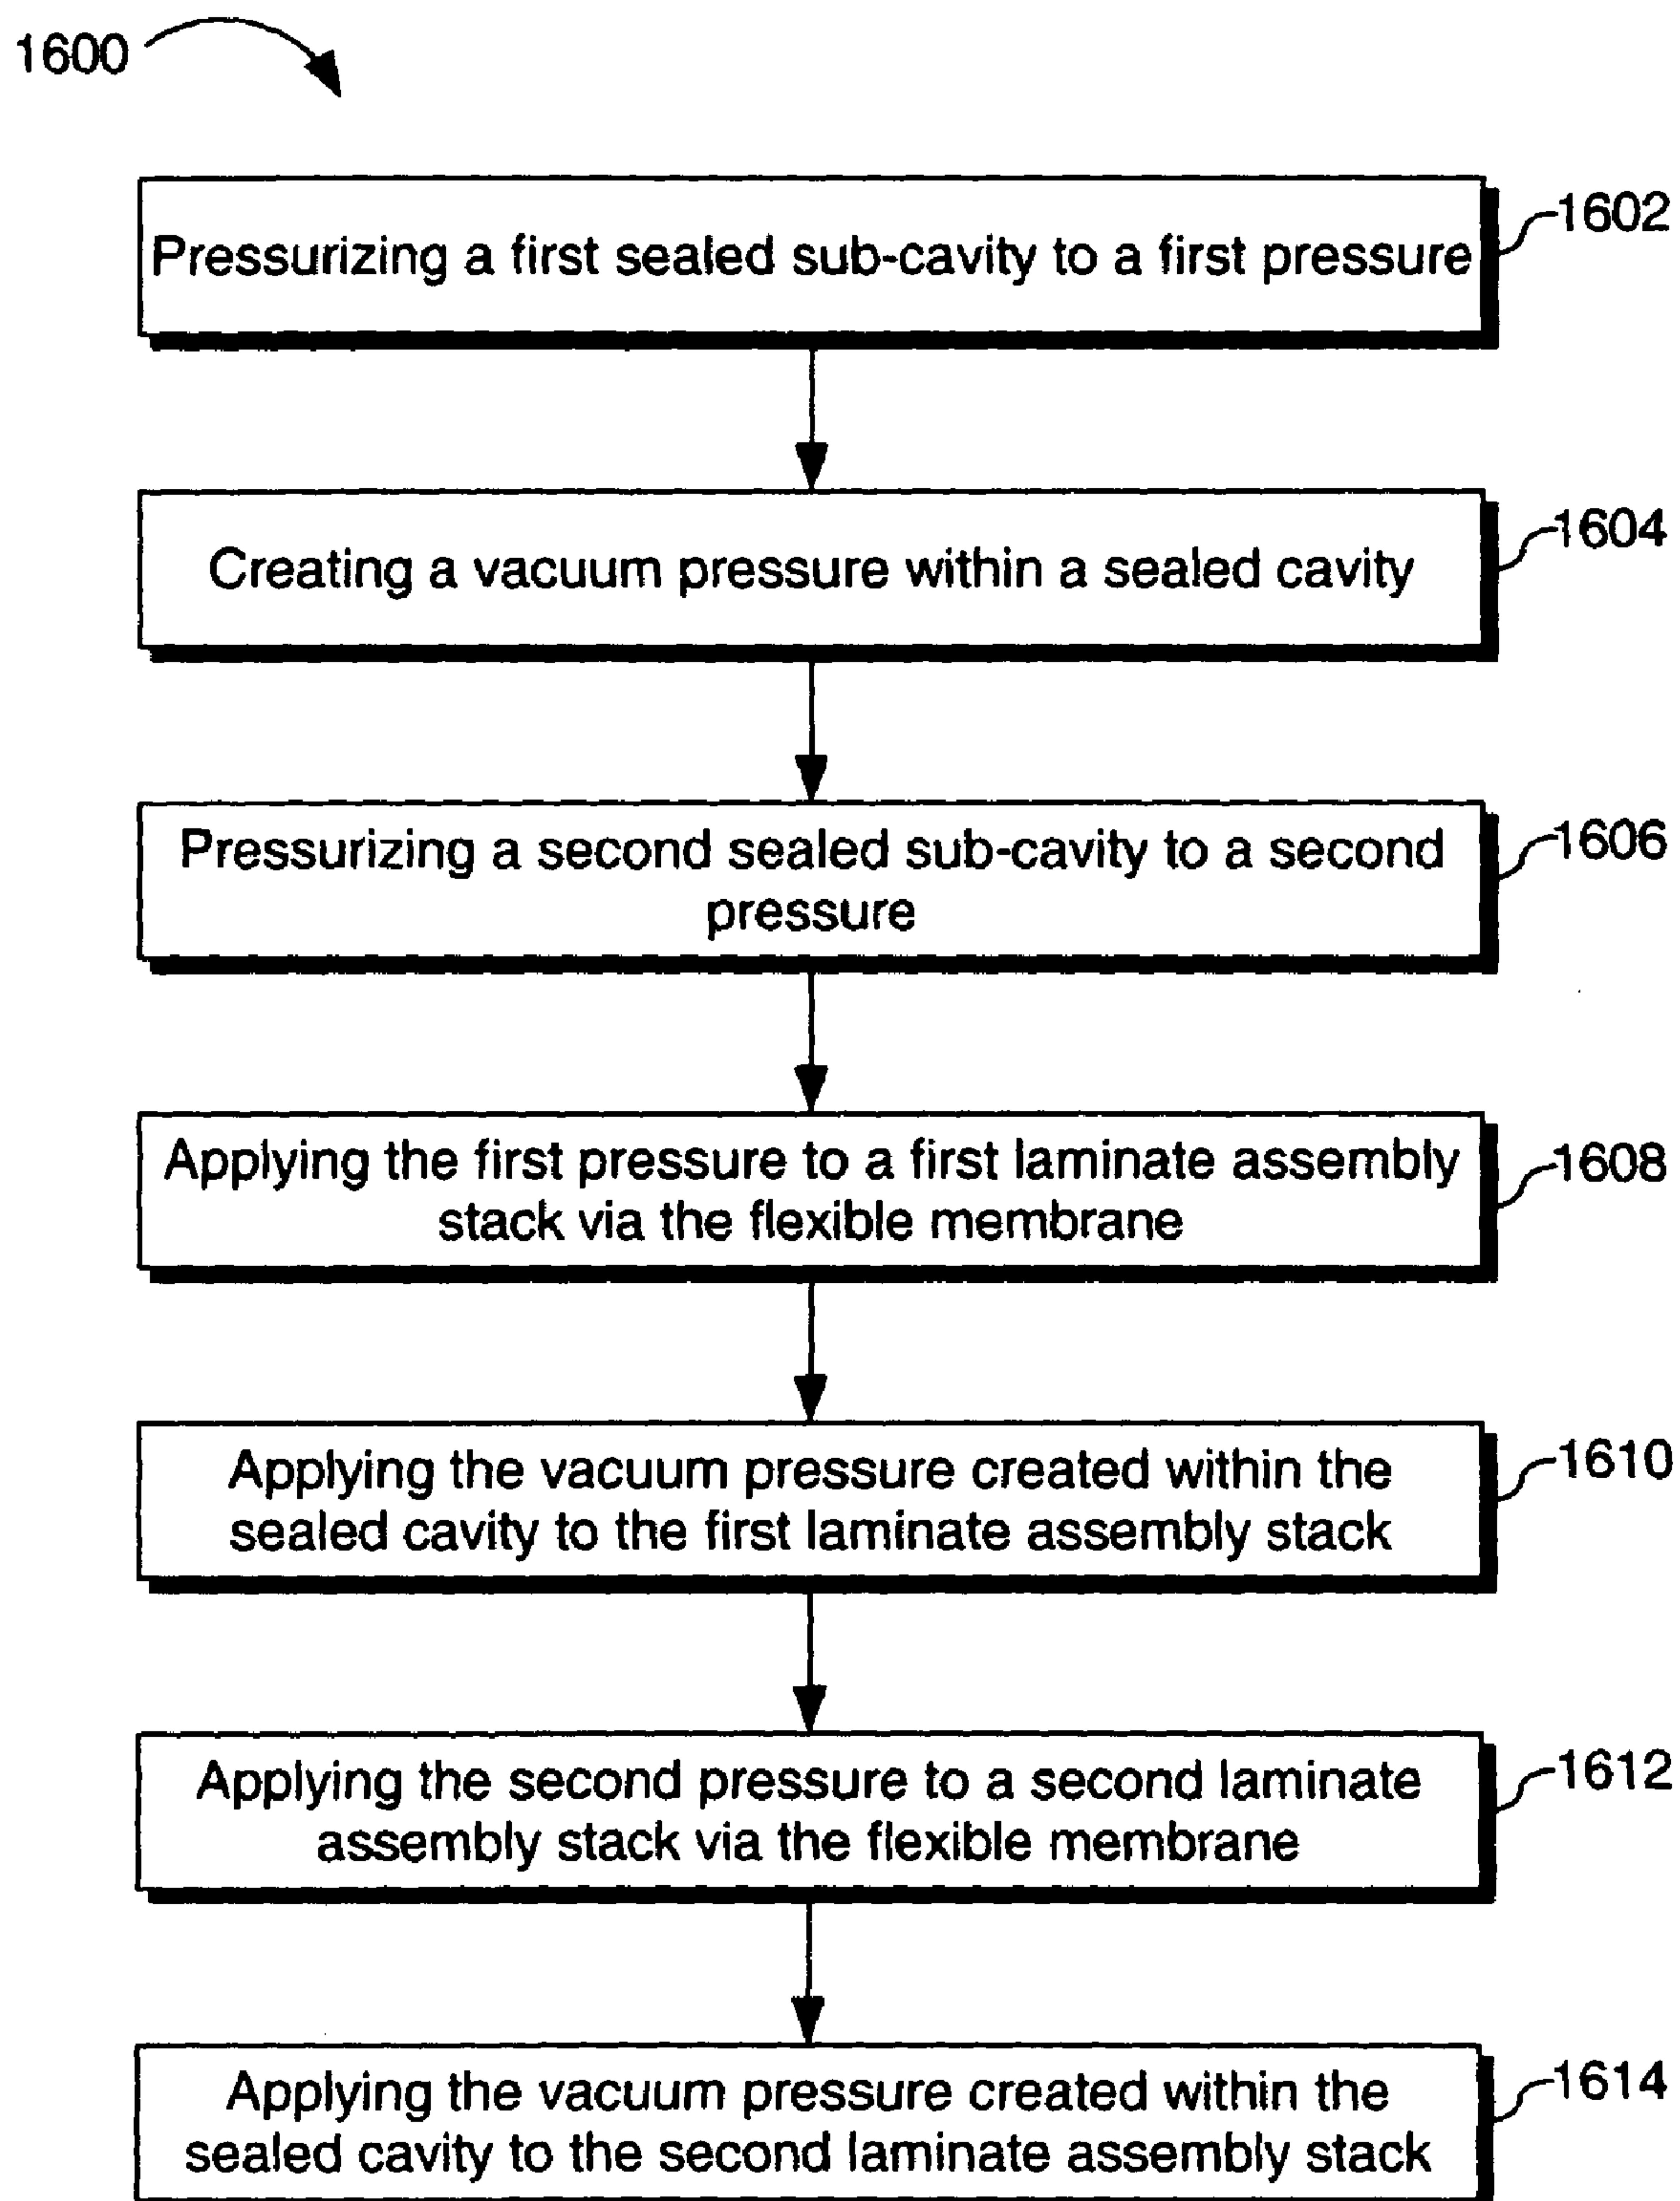 1600
Pressurizing a first sealed sub-cavity to a first pressure
1602
Creating a vacuum pressure within a sealed cavity
1604
Pressurizing a second sealed sub-cavity to a second
pressure
1606
Applying the first pressure to a first laminate assembly
stack via the flexible membrane
1608
Applying the vacuum pressure created within the
sealed cavity to the first laminate assembly stack
1610
Applying the second pressure to a second laminate
assembly stack via the flexible membrane
1612
Applying the vacuum pressure created within the
sealed cavity to the second laminate assembly stack
1614